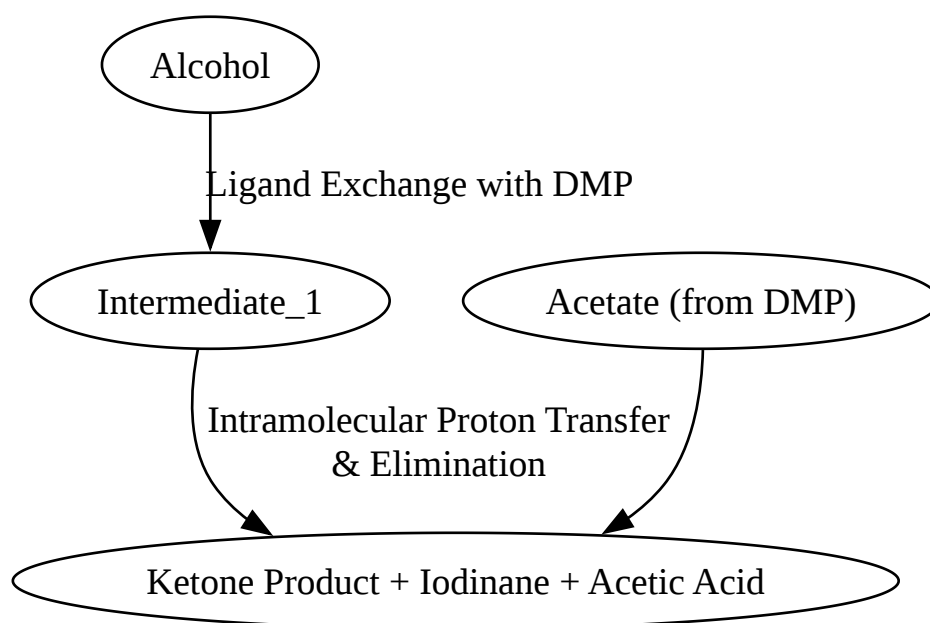 Alcohol
Ligand Exchange with DMP
Intermediate_1
Acetate (from DMP)
Intramolecular Proton Transfer
& Elimination
Ketone Product + Iodinane + Acetic Acid